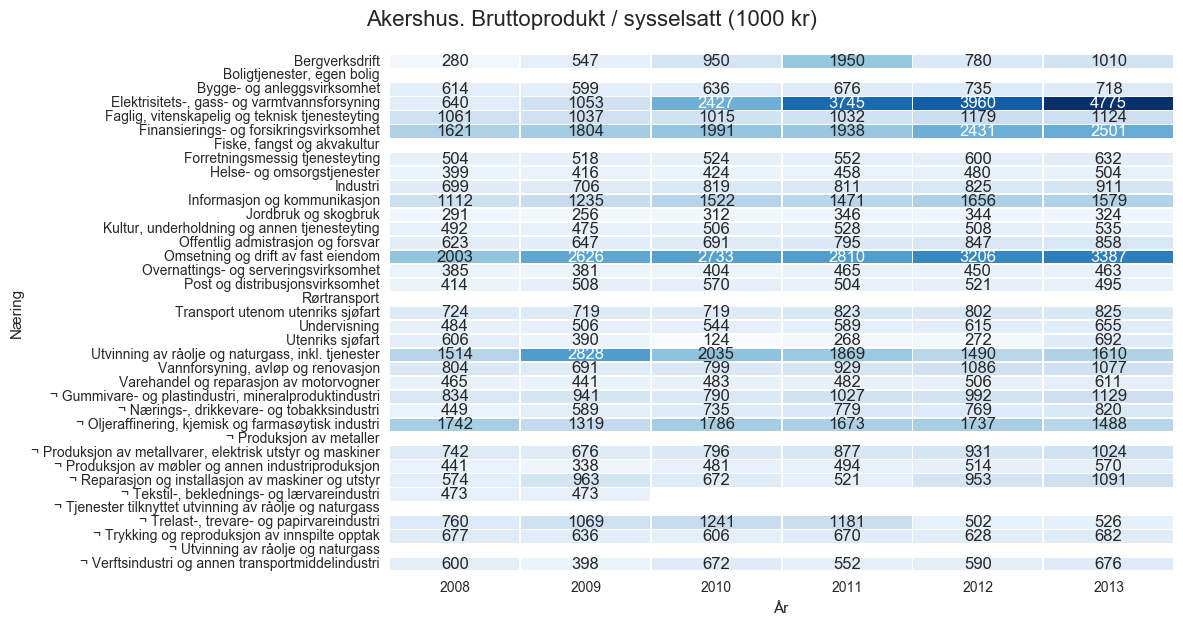 Akershus. Bruttoprodukt / sysselsatt (1000 kr)
Bergverksdrift 280 547 950 1950 780 1010
Boligtjenester, egen bolig
Bygge- og anleggsvirksomhet 614 599 636 676 735 718
Elektrisitets-, gass- og varmtvannsforsyning 640 1053 2427 3745 3960 4775
Faglig, vitenskapelig og teknisk tjenesteyting 1061 1037 1015 1032 1179 1124
Finansierings- og forsikringsvirksomhet 1621 1804 1991 1938 2431 2501
Fiske, fangst og akvakultur
Forretningsmessig tjenesteyting 504 518 524 552 600 632
Helse- og omsorgstjenester 399 416 424 458 480 504
Industri 699 706 819 811 825 911
Informasjon og kommunikasjon 1112 1235 1522 1471 1656 1579
Jordbruk og skogbruk 291 256 312 346 344 324
Kultur, underholdning og annen tjenesteyting 492 475 506 528 508 535
Offentlig admistrasjon og forsvar 623 647 691 795 847 858
Omsetning og drift av fast eiendom 2003 2626 2733 2810 3206 3387
Overnattings- og serveringsvirksomhet 385 381 404 465 450 463
Post og distribusjonsvirksomhet 414 508 570 504 521 495
Rørtransport
Transport utenom utenriks sjøfart 724 719 719 823 802 825
Undervisning 484 506 544 589 615 655
Utenriks sjøfart 606 390 124 268 272 692
Utvinning av råolje og naturgass, inkl. tjenester 1514 2828 2035 1869 1490 1610
Vannforsyning, avløp og renovasjon 804 691 799 929 1086 1077
Varehandel og reparasjon av motorvogner 465 441 483 482 506 611
¬ Gummivare- og plastindustri, mineralproduktindustri 834 941 790 1027 992 1129
¬ Nærings-, drikkevare- og tobakksindustri 449 589 735 779 769 820
¬ Oljeraffinering, kjemisk og farmasøytisk industri 1742 1319 1786 1673 1737 1488
¬ Produksjon av metaller
¬ Produksjon av metallvarer, elektrisk utstyr og maskiner 742 676 796 877 931 1024
¬ Produksjon av møbler og annen industriproduksjon 441 338 481 494 514 570
¬ Reparasjon og installasjon av maskiner og utstyr 574 963 672 521 953 1091
¬ Tekstil-, beklednings- og lærvareindustri 473 473
¬ Tjenester tilknyttet utvinning av råolje og naturgass
¬ Trelast-, trevare- og papirvareindustri 760 1069 1241 1181 502 526
¬ Trykking og reproduksjon av innspilte opptak 677 636 606 670 628 682
¬ Utvinning av råolje og naturgass
¬ Verftsindustri og annen transportmiddelindustri 600 398 672 552 590 676
2008 2009 2010 2011 2012 2013
År
Næring